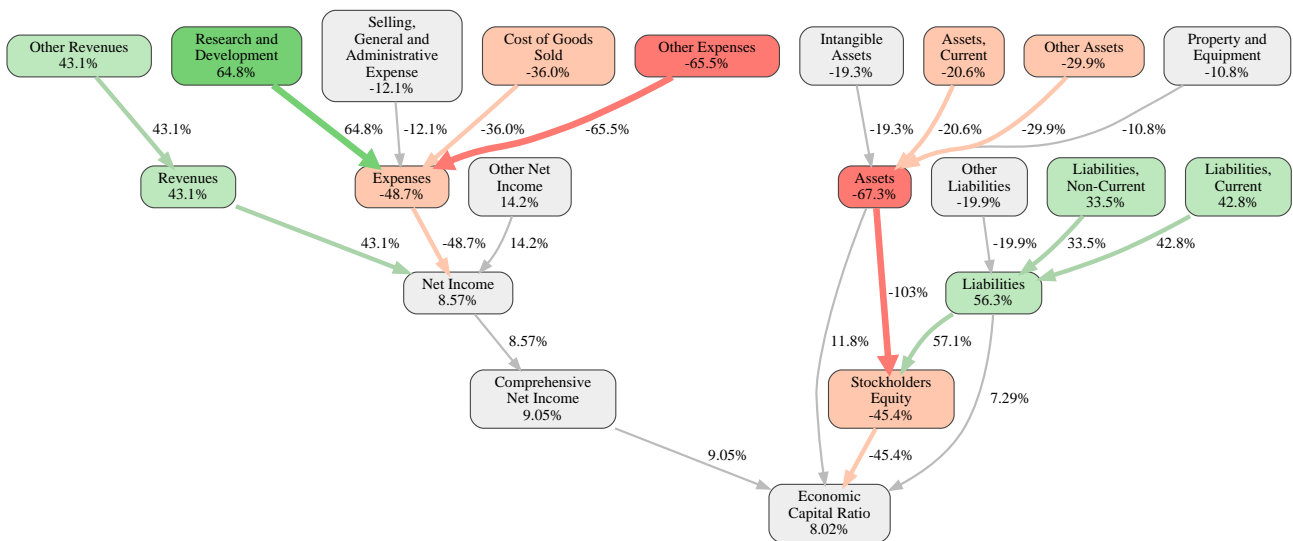 Other Revenues
43.1%
Research and
Development
64.8%
Selling,
General and
Administrative
Expense
-12.1%
Cost of Goods
Sold
-36.0%
Other Expenses
-65.5%
Intangible
Assets
-19.3%
Assets,
Current
-20.6%
Other Assets
-29.9%
Property and
Equipment
-10.8%
43.1%
64.8%
-12.1%
-36.0%
-65.5%
-19.3%
-20.6%
-29.9%
-10.8%
Revenues
43.1%
Expenses
-48.7%
Other Net
Income
14.2%
Assets
-67.3%
Other
Liabilities
-19.9%
Liabilities,
Non-Current
33.5%
Liabilities,
Current
42.8%
43.1%
-48.7%
14.2%
-19.9%
33.5%
42.8%
Net Income
8.57%
-103%
Liabilities
56.3%
8.57%
11.8%
57.1%
7.29%
Comprehensive
Net Income
9.05%
Stockholders
Equity
-45.4%
9.05%
-45.4%
Economic
Capital Ratio
8.02%